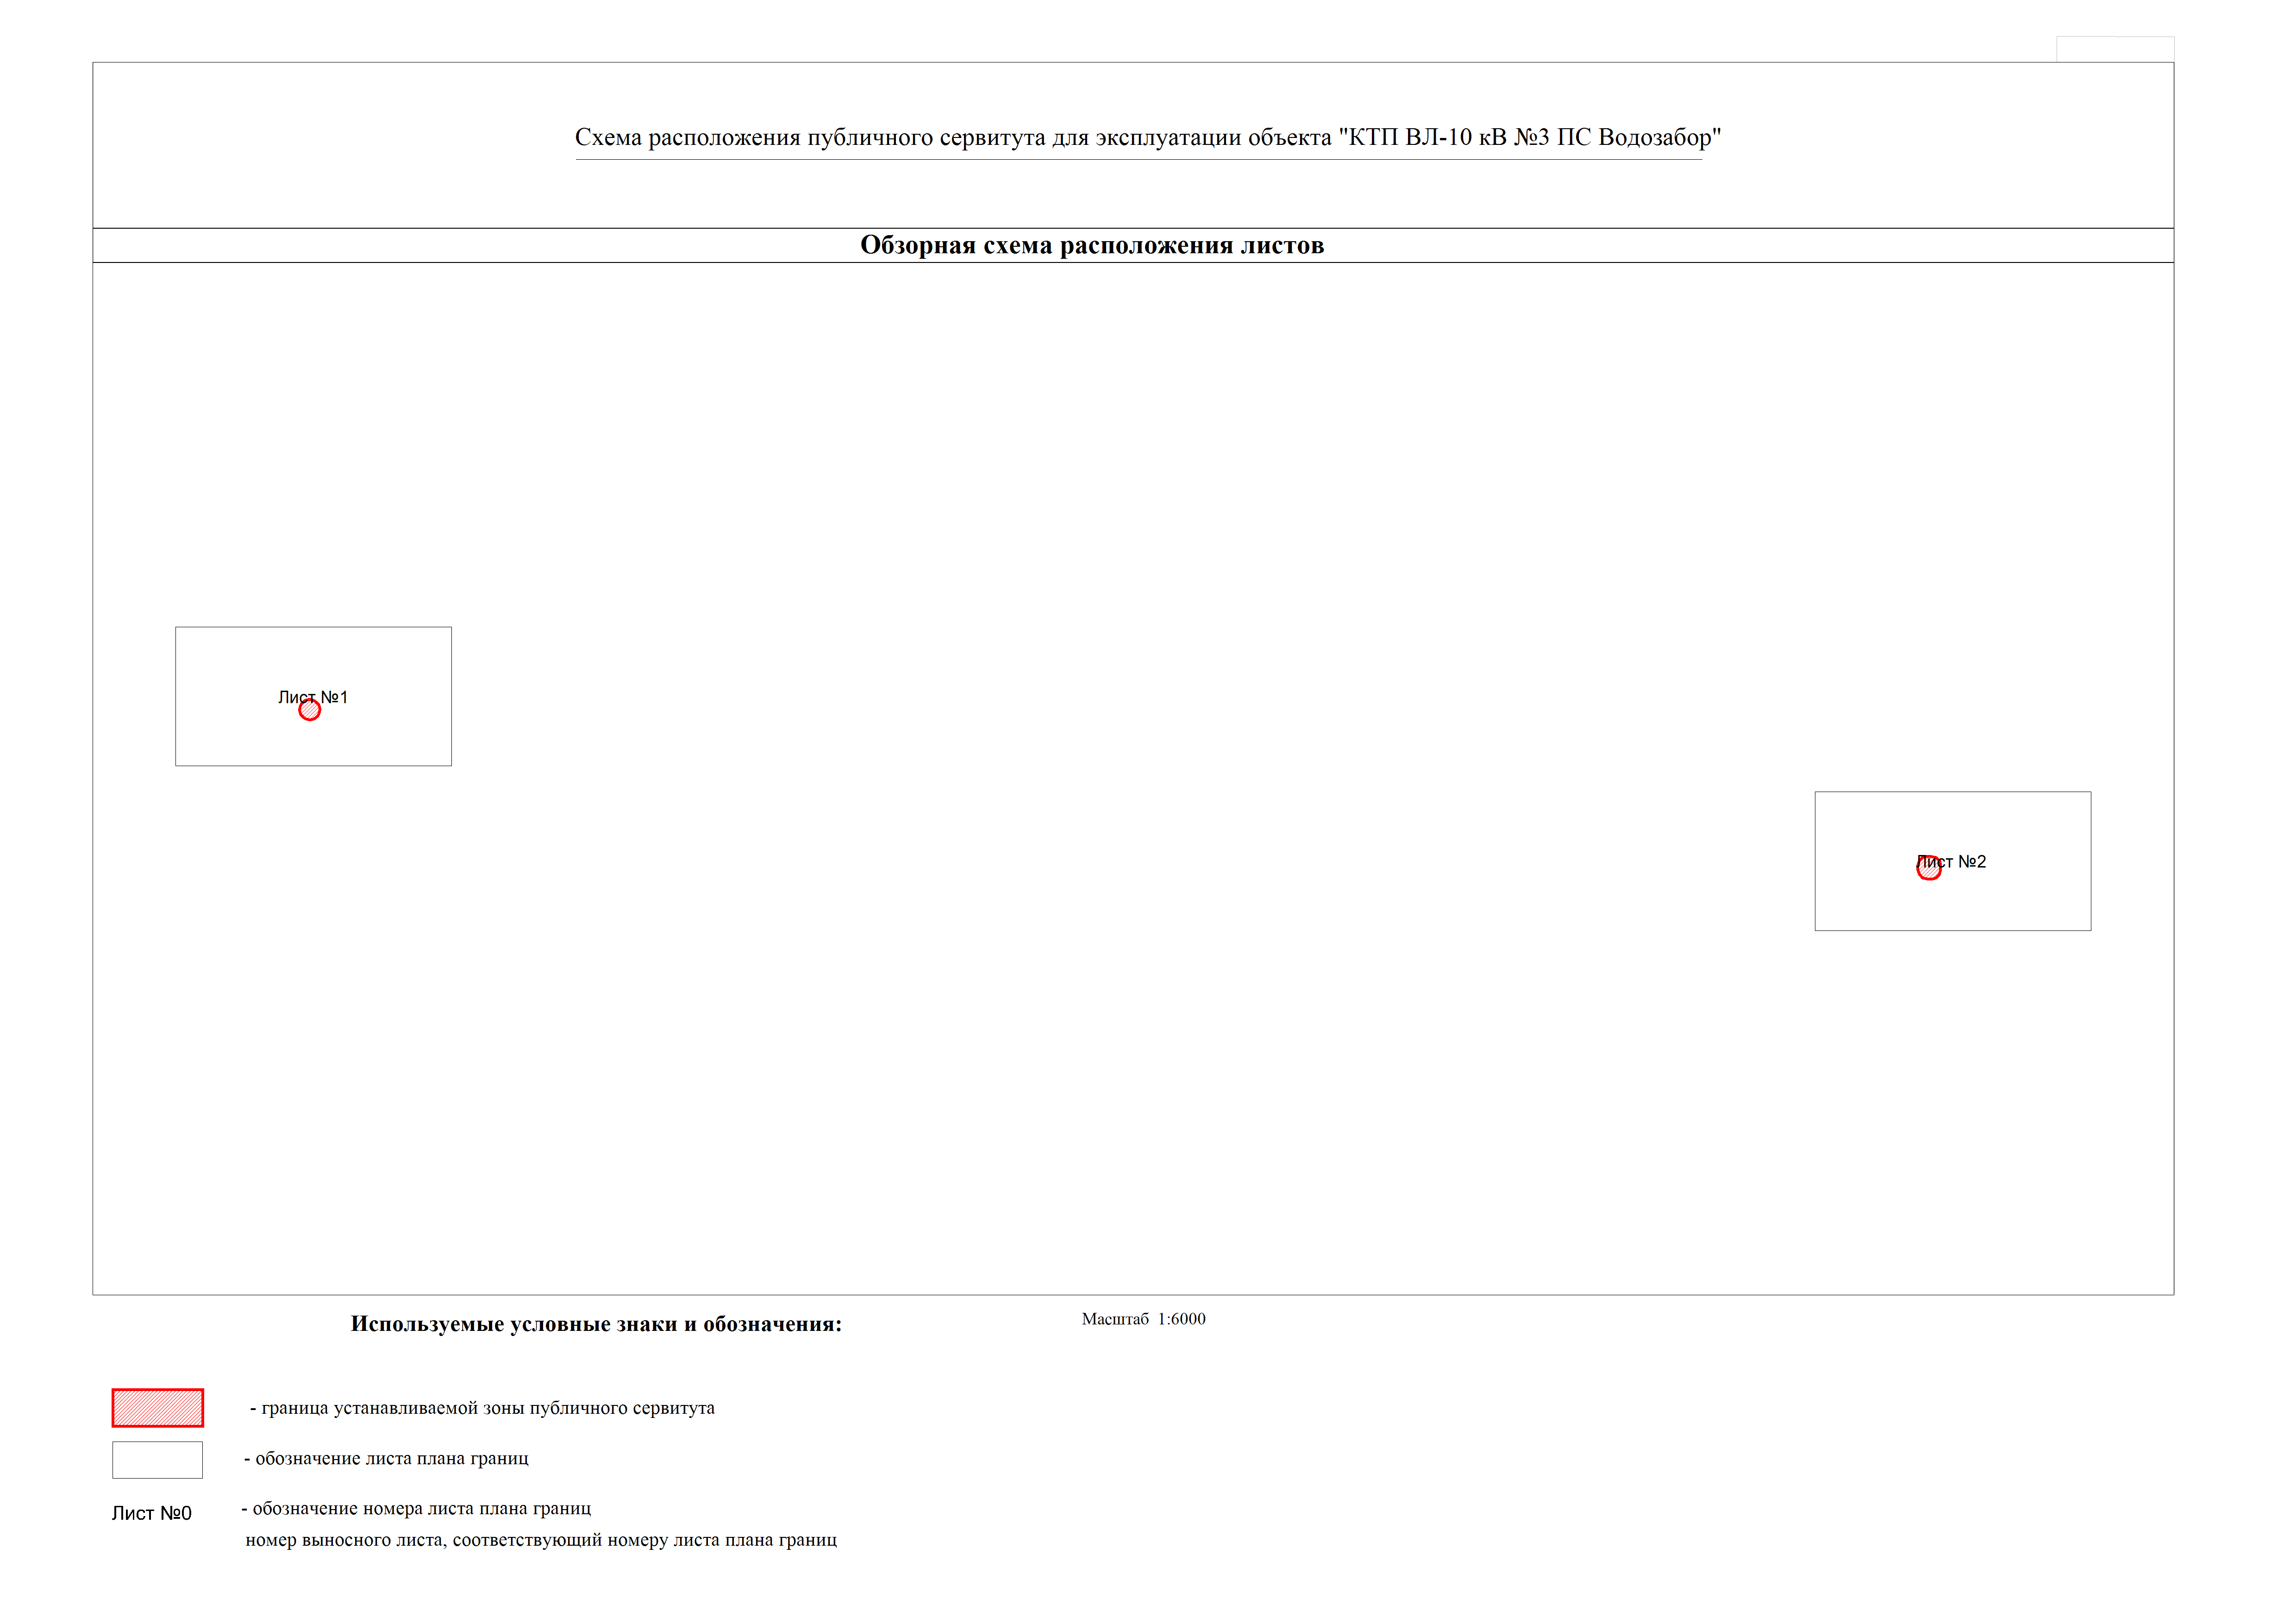 Схема расположения публичного сервитута для эксплуатации объекта "КТП ВЛ-10 кВ №3 ПС Водозабор"
Обзорная схема расположения листов
Лист №1
Лист №2
Используемые условные знаки и обозначения:
Масштаб 1:6000
- граница устанавливаемой зоны публичного сервитута
- обозначение листа плана границ
Лист №0
- обозначение номера листа плана границ
номер выносного листа, соответствующий номеру листа плана границ